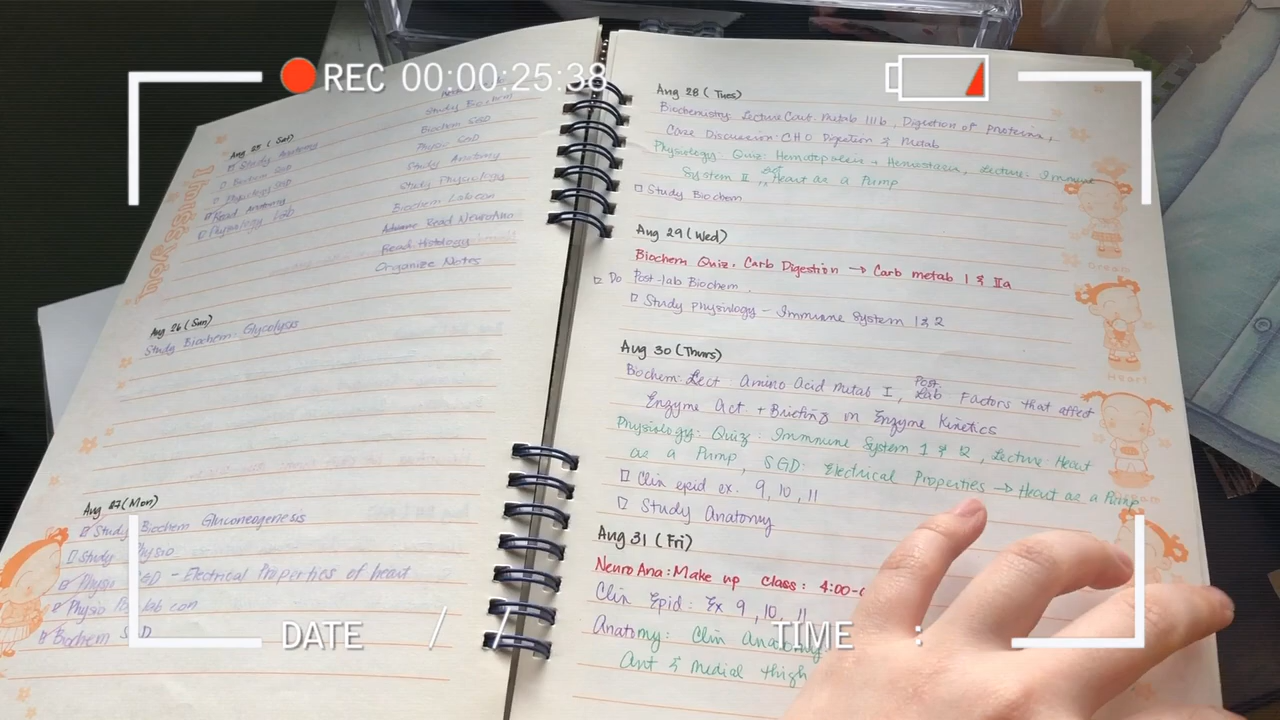 REC 00:00:25:38
Aug 25 (Sat)
Study Anatomy
Biochem SGD
Physiology SGD
Read Anatomy
Physiology Lab
Study Biochem
Biochem SGD
Physio SGD
Study Anatomy
Study Physiology
Biochem Lab con
Advance Read NeuroAna
Read Histology
Organize Notes
I miss you
Aug 26 (Sun)
Study Biochem: Glycolysis
Aug 27 (Mon)
Study Biochem Gluconeogenesis
Study Physio
Physio SGD - Electrical Properties of heart
Physio Post lab con
Biochem SGD
Aug 28 (Tues)
Biochemistry: Lecture Carb. Metab IIIb, Digestion of proteins,
Case Discussion: CHO Digestion & Metab
Physiology: Quiz: Hematopoiesis + Hemostasis, Lecture: Immune
System II, Heart as a Pump
Study Biochem
Aug 29 (Wed)
Biochem Quiz. Carb Digestion → Carb metab 1 & IIa
Do Post-lab Biochem.
Study physiology - Immune System 1 & 2
Aug 30 (Thurs)
Biochem: Lect. Amino Acid Metab I, Post Lab Factors that affect
Enzyme Act. + Briefing on Enzyme Kinetics
Physiology: Quiz: Immnune System 1 & 2, Lecture Heart
as a Pump, SGD: Electrical Properties → Heart as a Pump
Clin epid ex. 9, 10, 11
Study Anatomy
Aug 31 (Fri)
NeuroAna: Make up class: 4:00-
Clin Epid: Ex 9, 10, 11
Anatomy: Clin Anatomy
Ant & Medial thigh
Ocean
Heart
DATE / /
TIME :